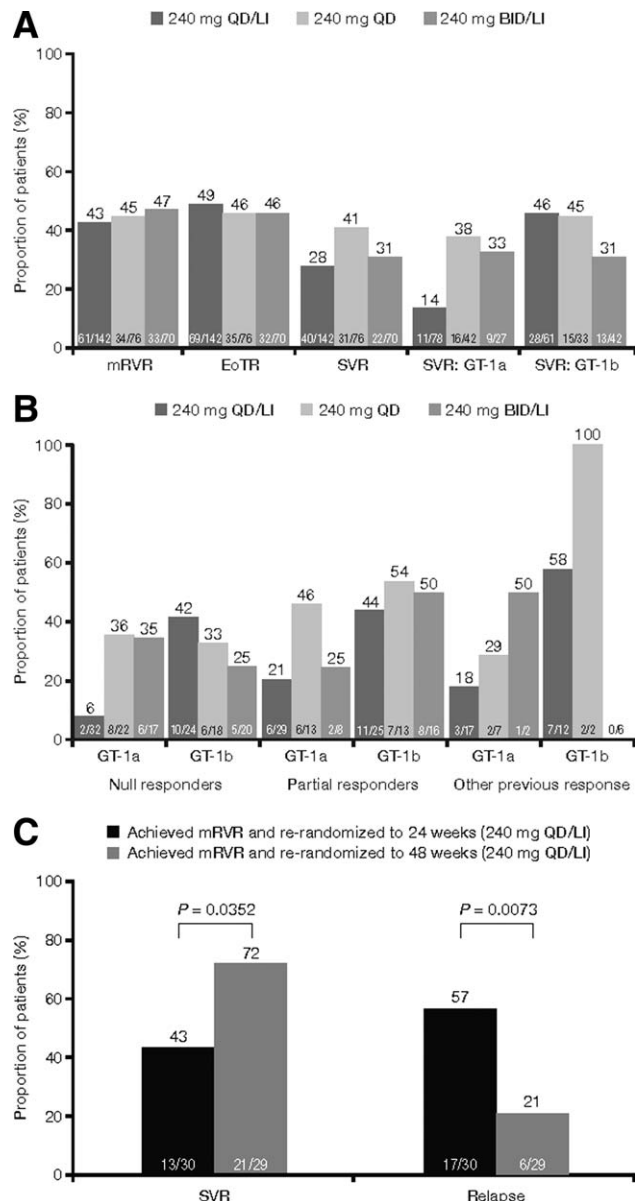 A
240 mg QD/LI 240 mg QD 240 mg BID/LI
Proportion of patients (%)
100
80
60
40
20
0
43 45 47 49 46 46 28 41 31 14 38 33 46 45 31
61/142 34/76 33/70 69/142 35/76 32/70 40/142 31/76 22/70 11/78 16/42 9/27 28/61 15/33 13/42
mRVR EoTR SVR SVR: GT-1a SVR: GT-1b
B
240 mg QD/LI 240 mg QD 240 mg BID/LI
Proportion of patients (%)
100
80
60
40
20
0
6 36 35 42 33 25 21 46 25 44 54 50 18 29 50 58 100
2/32 8/22 6/17 10/24 6/18 5/20 6/29 6/13 2/8 11/25 7/13 8/16 3/17 2/7 1/2 7/12 2/2 0/6
GT-1a GT-1b GT-1a GT-1b GT-1a GT-1b
Null responders Partial responders Other previous response
C
Achieved mRVR and re-randomized to 24 weeks (240 mg QD/LI)
Achieved mRVR and re-randomized to 48 weeks (240 mg QD/LI)
Proportion of patients (%)
100
80
60
40
20
0
P = 0.0352 P = 0.0073
43 72 57 21
13/30 21/29 17/30 6/29
SVR Relapse